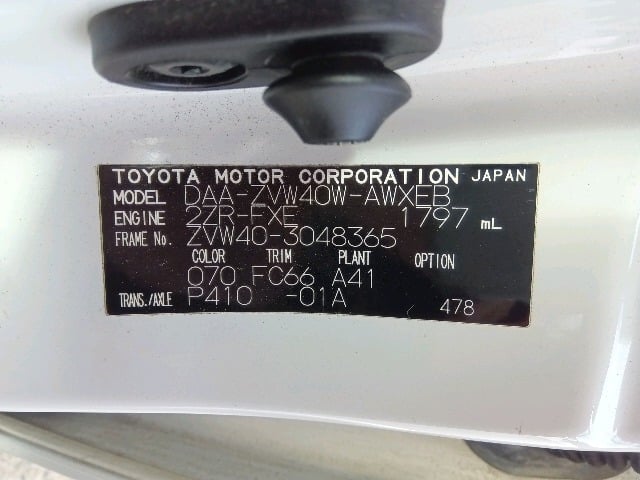 TOYOTA MOTOR CORPORATION JAPAN
MODEL DAA-ZVW40W-AWXEB
ENGINE 2ZR-FXE 1797 mL
FRAME No. ZVW40-3048365
COLOR TRIM PLANT OPTION
070 FC66 A41
TRANS./AXLE P410 -01A 478